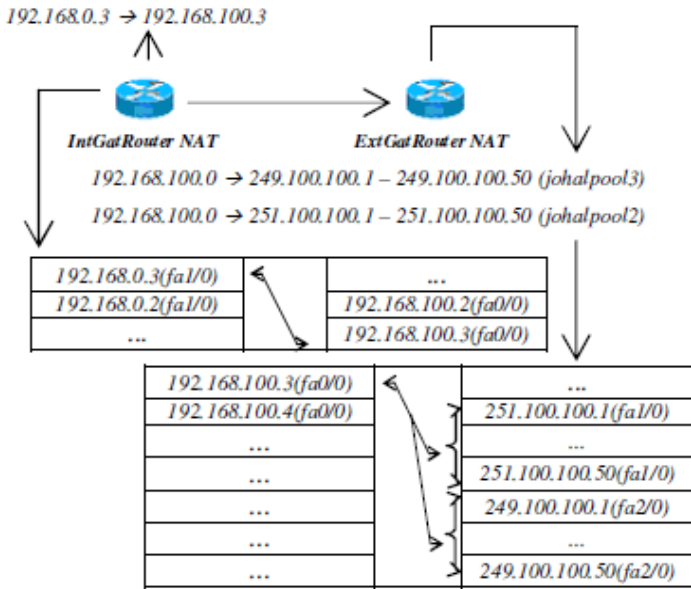 192.168.0.3 → 192.168.100.3
IntGatRouter NAT
ExtGatRouter NAT
192.168.100.0 → 249.100.100.1 – 249.100.100.50 (johalpool3)
192.168.100.0 → 251.100.100.1 – 251.100.100.50 (johalpool2)
192.168.0.3(fa1/0) ...
192.168.0.2(fa1/0) 192.168.100.2(fa0/0)
... 192.168.100.3(fa0/0)
192.168.100.3(fa0/0) ...
192.168.100.4(fa0/0) 251.100.100.1(fa1/0)
... ...
... 251.100.100.50(fa1/0)
... 249.100.100.1(fa2/0)
... ...
... 249.100.100.50(fa2/0)